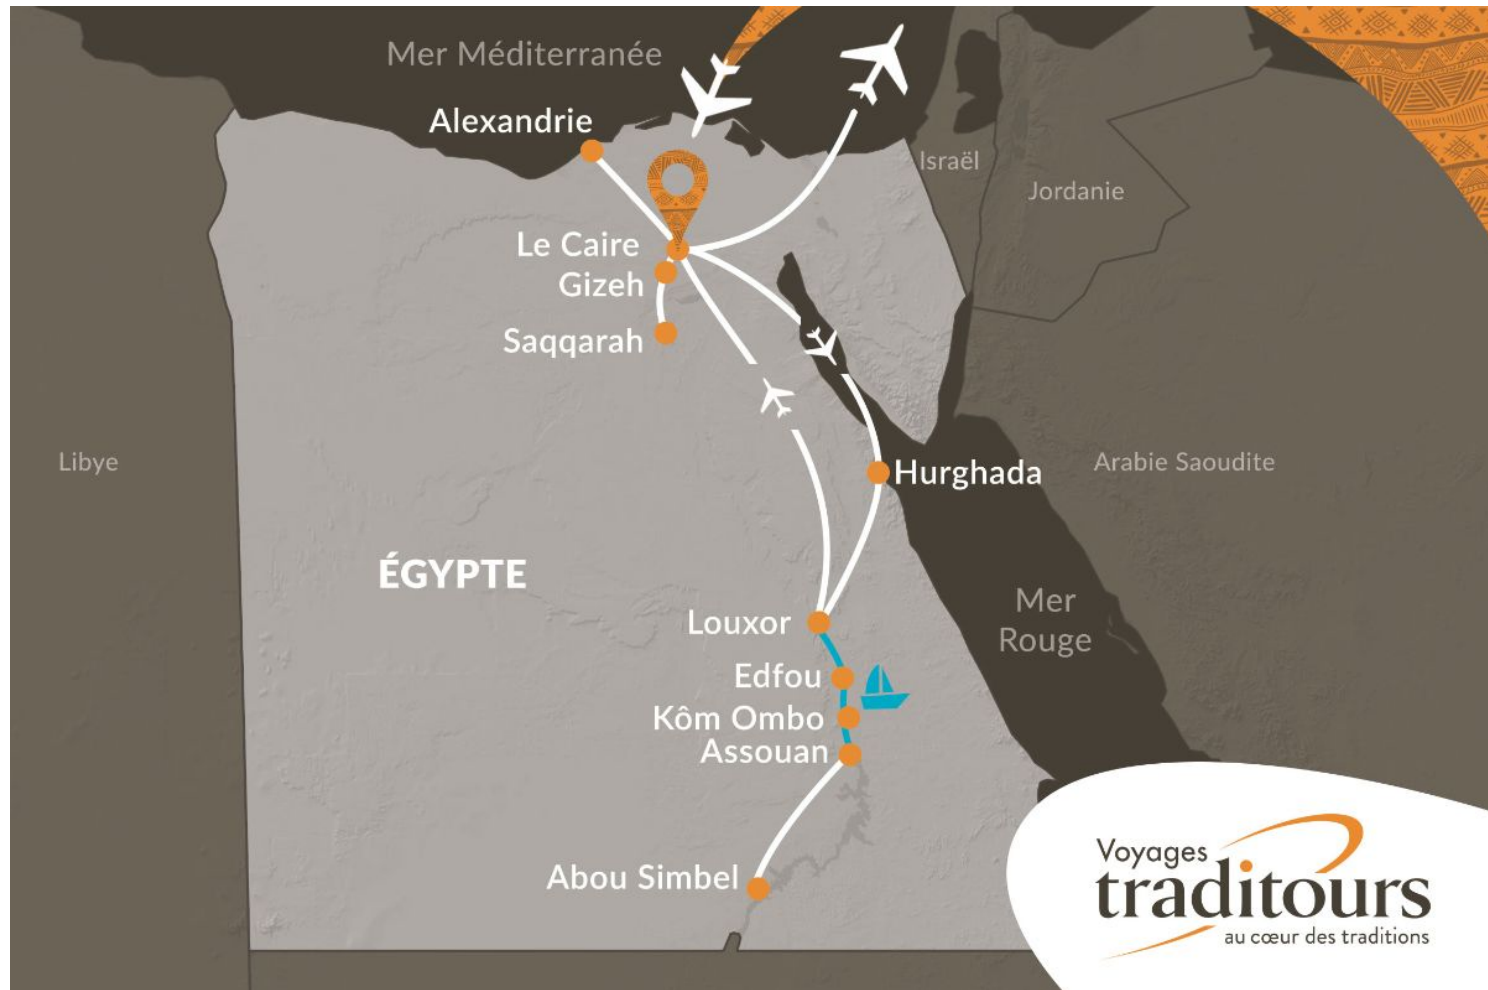 Mer Méditerranée
Alexandrie
Israël
Jordanie
Le Caire
Gizeh
Saqqarah
Libye
Hurghada
Arabie Saoudite
ÉGYPTE
Mer
Rouge
Louxor
Edfou
Kôm Ombo
Assouan
Abou Simbel
Voyages
traditours
au cœur des traditions